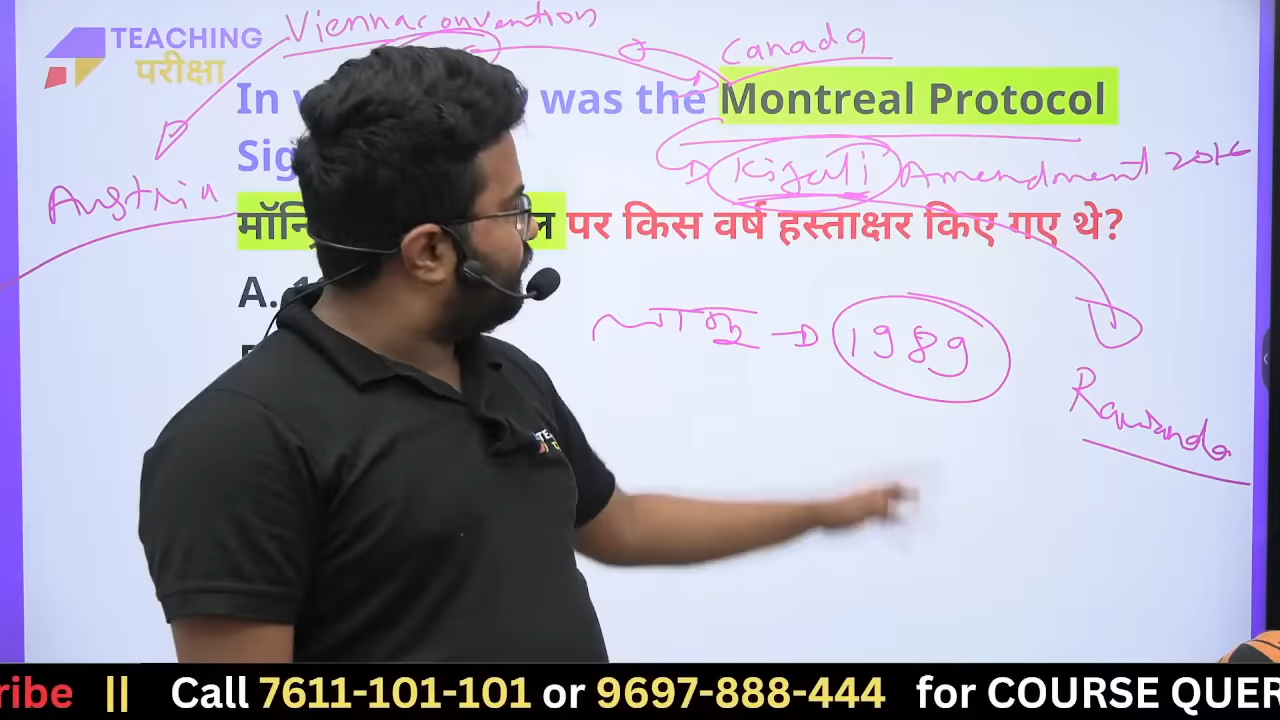 Vienna convention
TEACHING
परीक्षा
Canada
In was the Montreal Protocol
Kigali Amendment 2016
Sig
Austria
पर किस वर्ष हस्ताक्षर किए गए थे?
A.
लागू → 1989
Rawanda
ribe || Call 7611-101-101 or 9697-888-444 for COURSE QUER